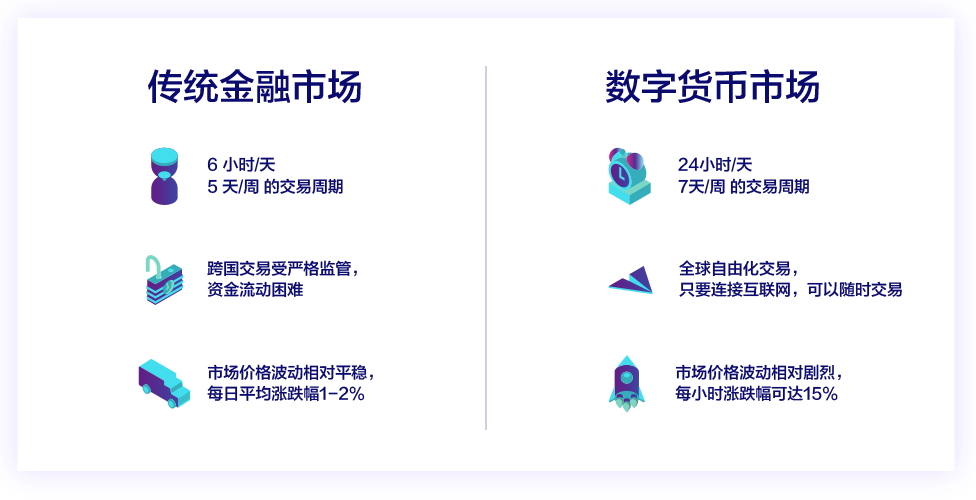 传统金融市场
6 小时/天
5 天/周 的交易周期
跨国交易受严格监管，
资金流动困难
市场价格波动相对平稳，
每日平均涨跌幅1-2%
数字货币市场
24小时/天
7天/周 的交易周期
全球自由化交易，
只要连接互联网，可以随时交易
市场价格波动相对剧烈，
每小时涨跌幅可达15%